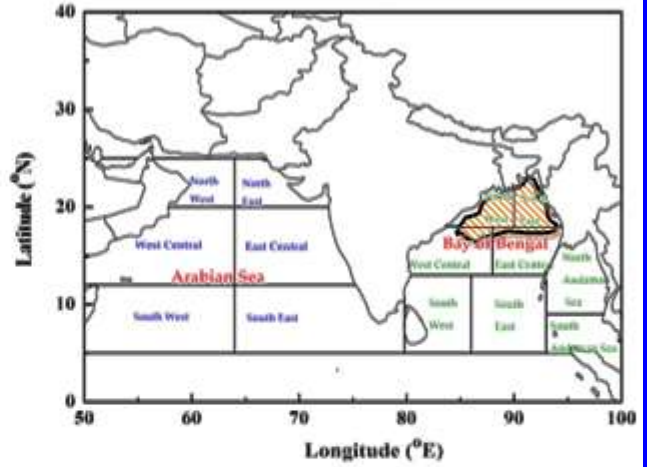 40
30
20
10
0
50
60
70
80
90
100
Latitude (°N)
Longitude (°E)
North
West
North
East
West Central
East Central
Arabian Sea
South West
South East
Bay of Bengal
West Central
East Central
South
West
South
East
North
Andaman
Sea
South
Andaman Sea